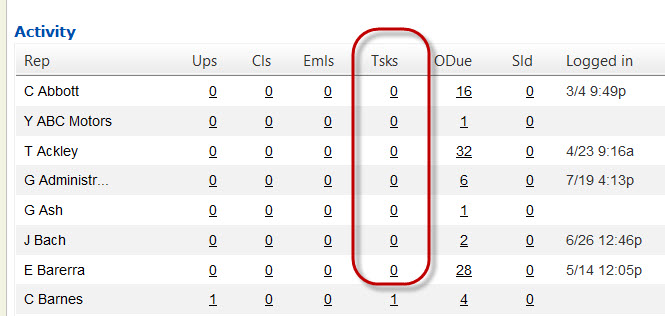 Activity
Rep Ups Cls Emls Tsks ODue Sld Logged in
C Abbott 0 0 0 0 16 0 3/4 9:49p
Y ABC Motors 0 0 0 0 1 0
T Ackley 0 0 0 0 32 0 4/23 9:16a
G Administr... 0 0 0 0 6 0 7/19 4:13p
G Ash 0 0 0 0 1 0
J Bach 0 0 0 0 2 0 6/26 12:46p
E Barerra 0 0 0 0 28 0 5/14 12:05p
C Barnes 1 0 0 1 4 0